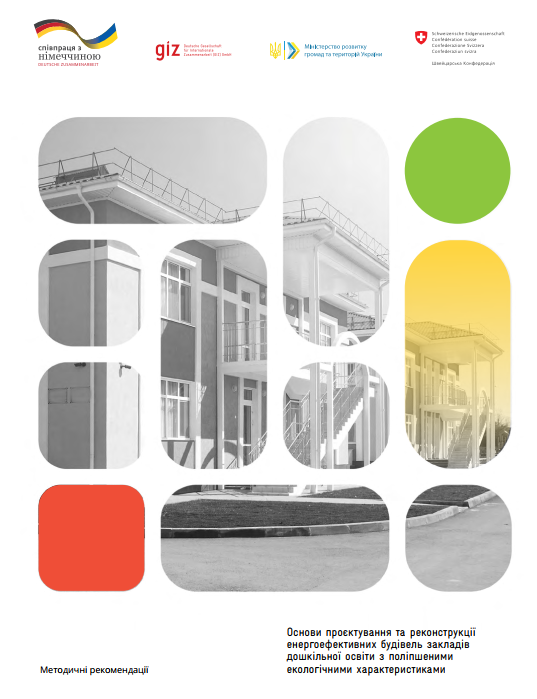 співпраця з
німеччиною
DEUTSCHE ZUSAMMENARBEIT
giz
Deutsche Gesellschaft
für Internationale
Zusammenarbeit (GIZ) GmbH
Міністерство розвитку
громад та територій України
Schweizerische Eidgenossenschaft
Confédération suisse
Confederazione Svizzera
Confederaziun svizra
Швейцарська Конфедерація
Методичні рекомендації
Основи проєктування та реконструкції
енергоефективних будівель закладів
дошкільної освіти з поліпшеними
екологічними характеристиками